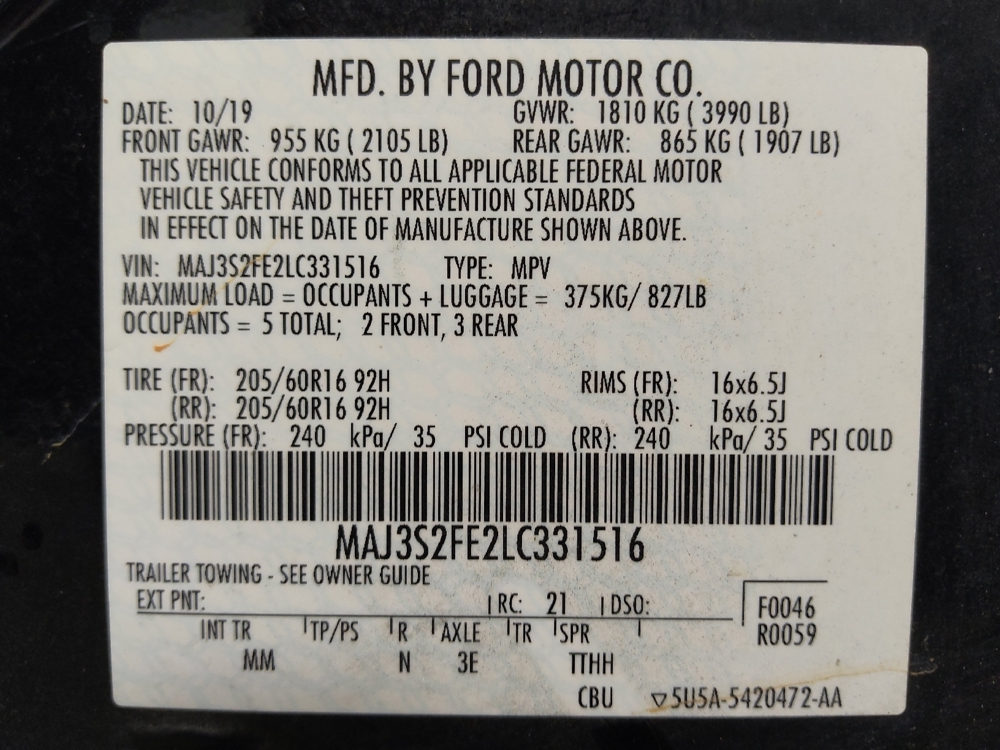 MFD. BY FORD MOTOR CO.
DATE: 10/19 GVWR: 1810 KG ( 3990 LB)
FRONT GAWR: 955 KG ( 2105 LB) REAR GAWR: 865 KG ( 1907 LB)
THIS VEHICLE CONFORMS TO ALL APPLICABLE FEDERAL MOTOR
VEHICLE SAFETY AND THEFT PREVENTION STANDARDS
IN EFFECT ON THE DATE OF MANUFACTURE SHOWN ABOVE.
VIN: MAJ3S2FE2LC331516 TYPE: MPV
MAXIMUM LOAD = OCCUPANTS + LUGGAGE = 375KG/ 827LB
OCCUPANTS = 5 TOTAL; 2 FRONT, 3 REAR
TIRE (FR): 205/60R16 92H RIMS (FR): 16x6.5J
(RR): 205/60R16 92H (RR): 16x6.5J
PRESSURE (FR): 240 kPa/ 35 PSI COLD (RR): 240 kPa/ 35 PSI COLD
MAJ3S2FE2LC331516
TRAILER TOWING - SEE OWNER GUIDE
EXT PNT: RC: 21 DSO: F0046
INT TR TP/PS R AXLE TR SPR R0059
MM N 3E TTHH
CBU ▽5U5A-5420472-AA